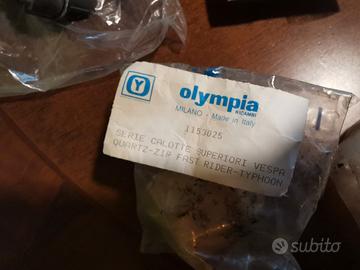 olympia
RICAMBI
MILANO - Made in Italy
1153025
SERIE CALOTTE SUPERIORI VESPA
QUARTZ-ZIP FAST RIDER-TYPHOON
subito